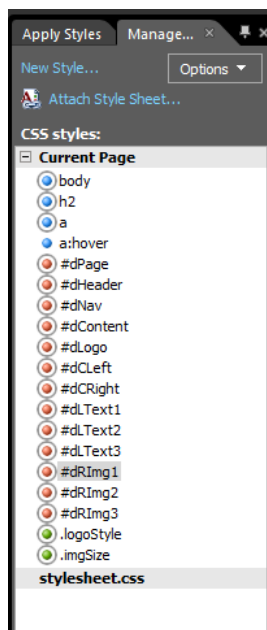 Apply Styles Manage... ×
New Style... Options
Attach Style Sheet...
CSS styles:
Current Page
body
h2
a
a:hover
#dPage
#dHeader
#dNav
#dContent
#dLogo
#dCLeft
#dCRight
#dLText1
#dLText2
#dLText3
#dRImg1
#dRImg2
#dRImg3
.logoStyle
.imgSize
stylesheet.css